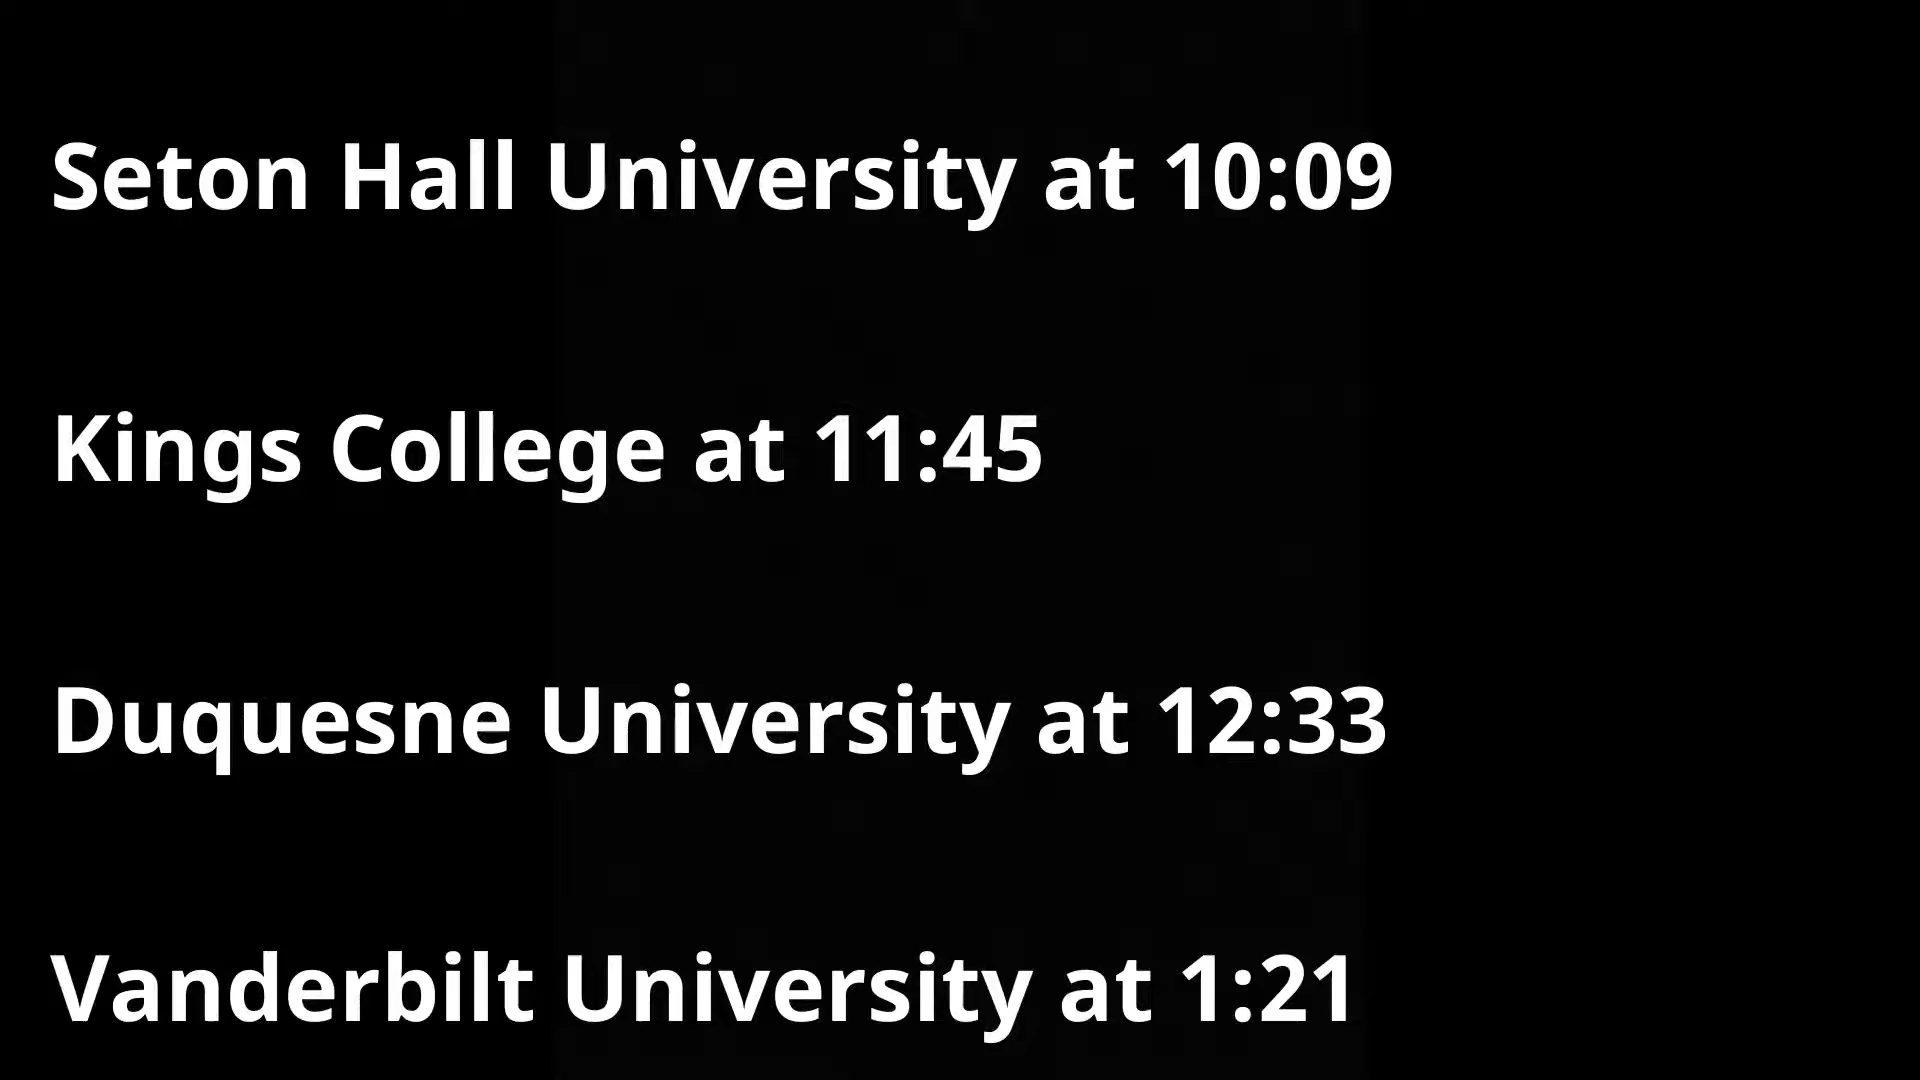 Seton Hall University at 10:09
Kings College at 11:45
Duquesne University at 12:33
Vanderbilt University at 1:21